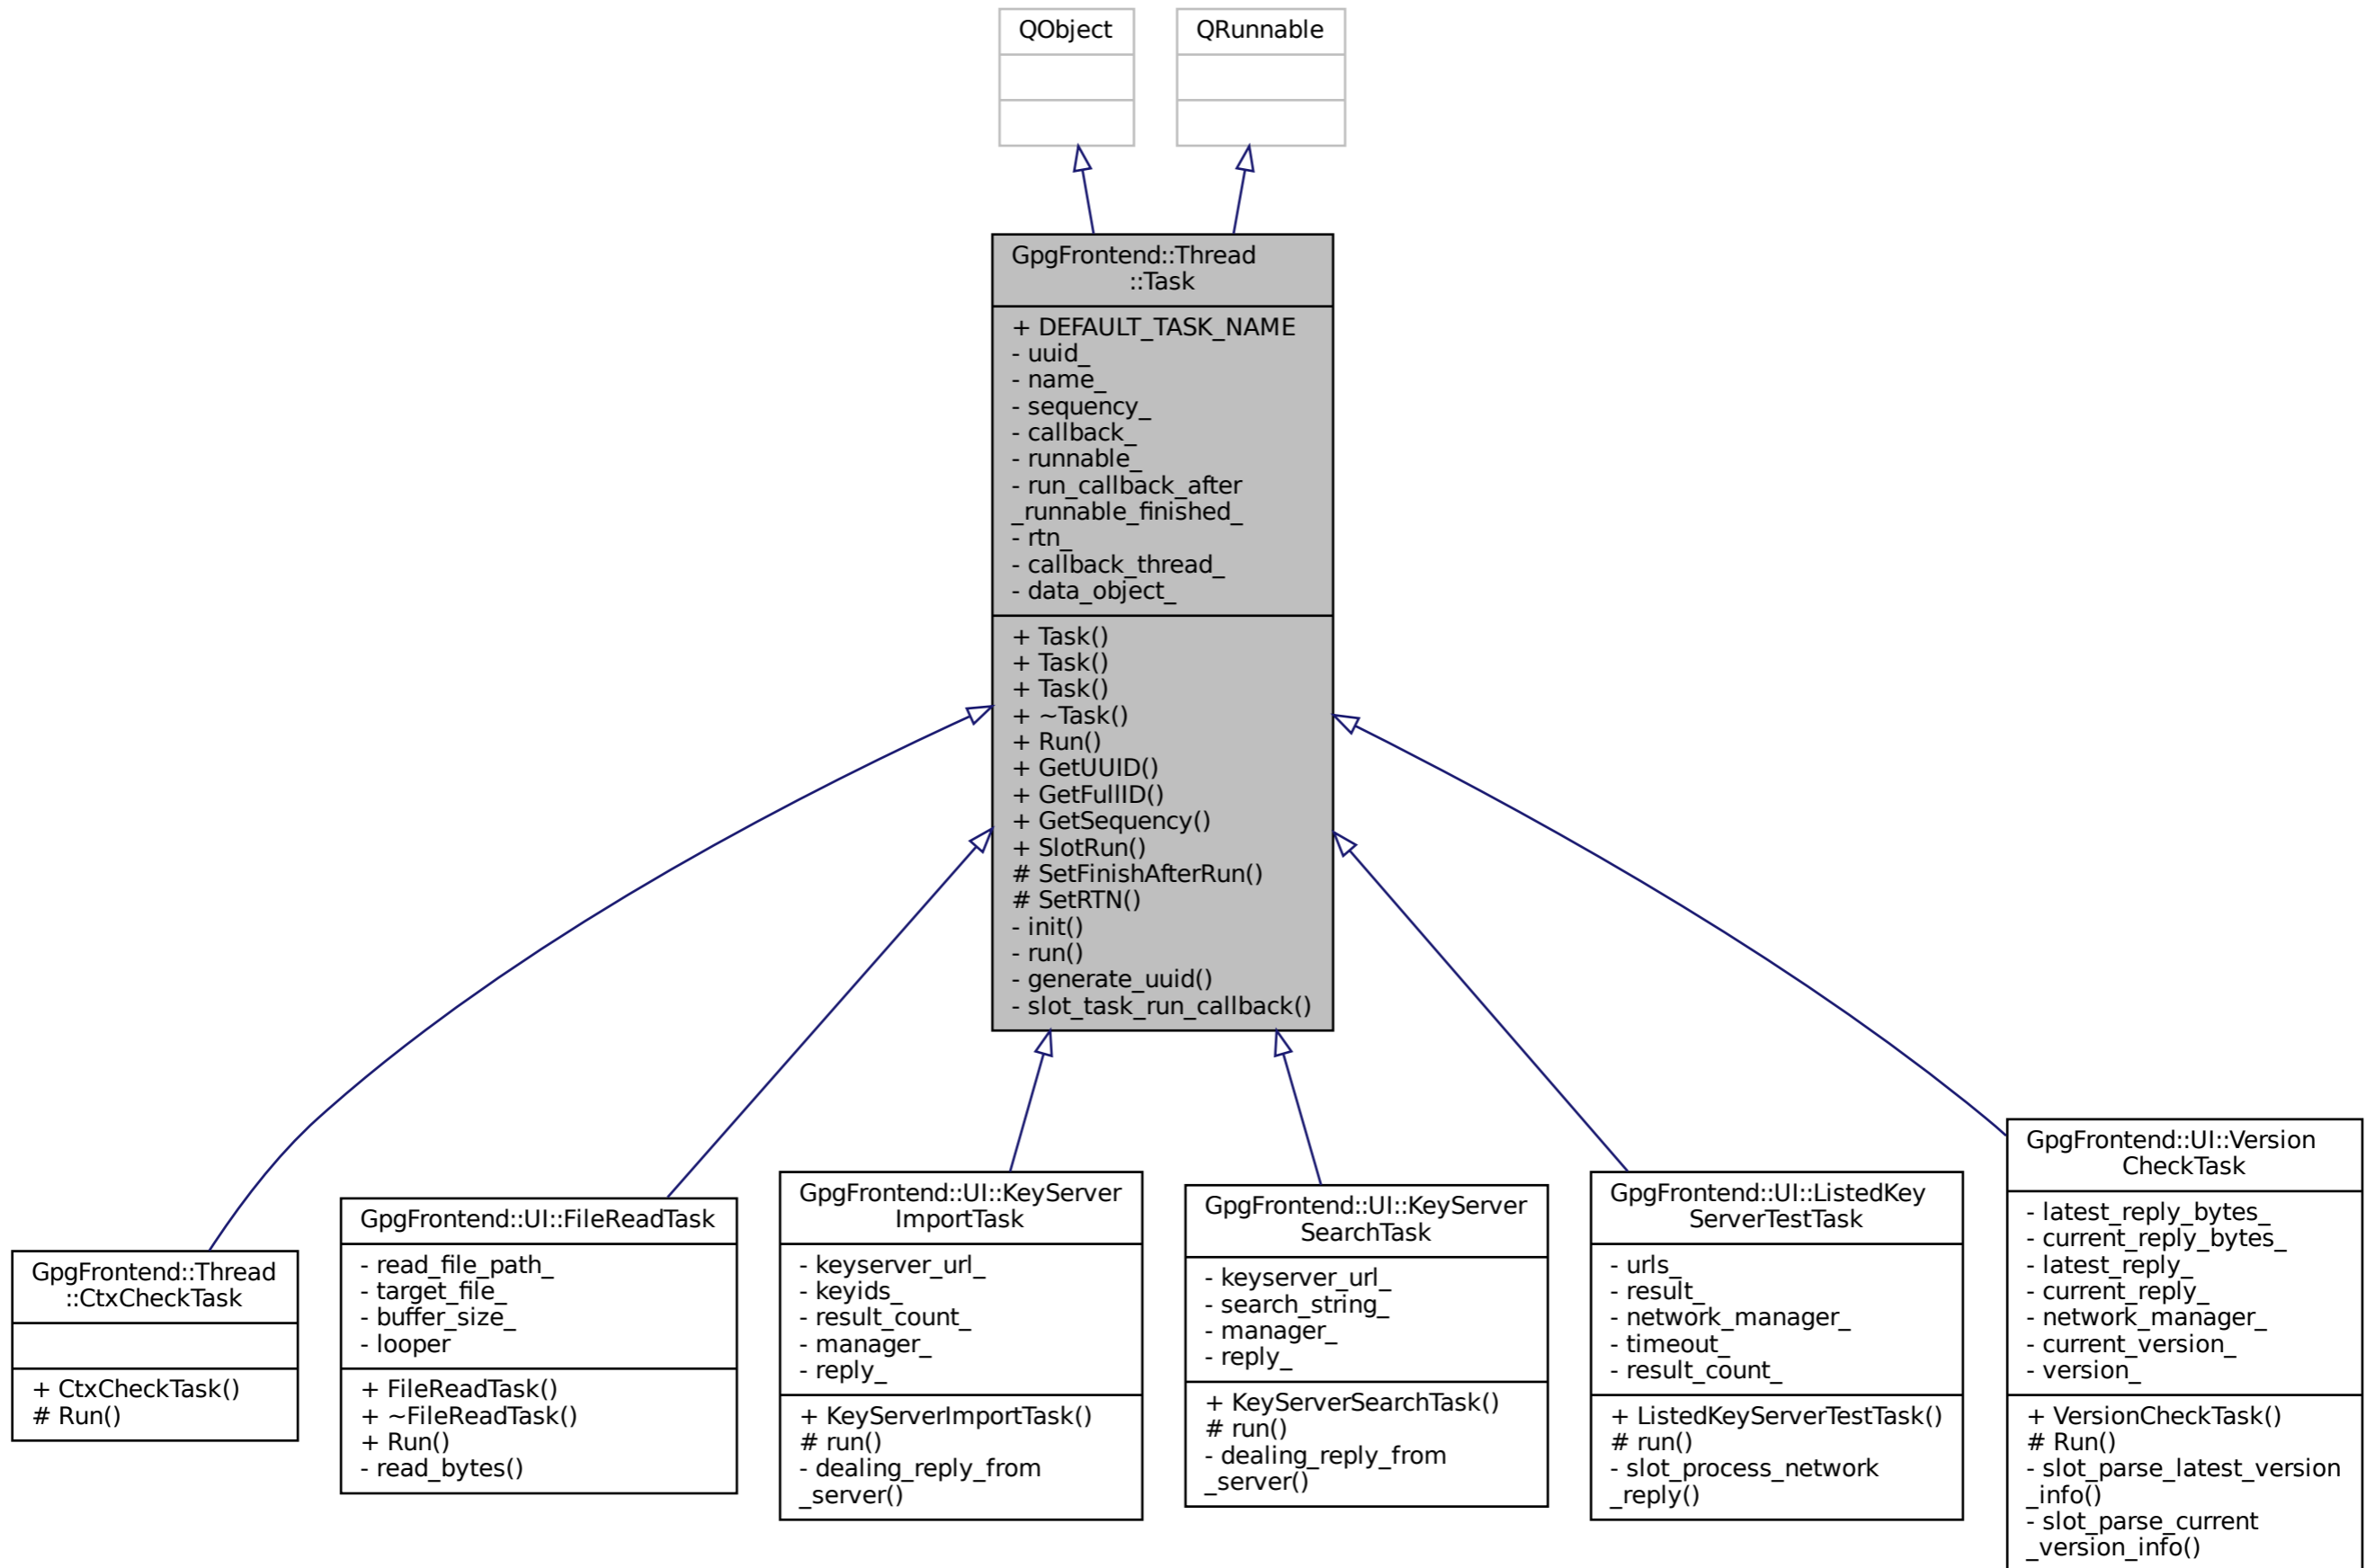 QObject
QRunnable
GpgFrontend::Thread
::Task
+ DEFAULT_TASK_NAME
- uuid_
- name_
- sequency_
- callback_
- runnable_
- run_callback_after
_runnable_finished_
- rtn_
- callback_thread_
- data_object_
+ Task()
+ Task()
+ Task()
+ ~Task()
+ Run()
+ GetUUID()
+ GetFullID()
+ GetSequency()
+ SlotRun()
# SetFinishAfterRun()
# SetRTN()
- init()
- run()
- generate_uuid()
- slot_task_run_callback()
GpgFrontend::Thread
::CtxCheckTask
+ CtxCheckTask()
# Run()
GpgFrontend::UI::FileReadTask
- read_file_path_
- target_file_
- buffer_size_
- looper
+ FileReadTask()
+ ~FileReadTask()
+ Run()
- read_bytes()
GpgFrontend::UI::KeyServer
ImportTask
- keyserver_url_
- keyids_
- result_count_
- manager_
- reply_
+ KeyServerImportTask()
# run()
- dealing_reply_from
_server()
GpgFrontend::UI::KeyServer
SearchTask
- keyserver_url_
- search_string_
- manager_
- reply_
+ KeyServerSearchTask()
# run()
- dealing_reply_from
_server()
GpgFrontend::UI::ListedKey
ServerTestTask
- urls_
- result_
- network_manager_
- timeout_
- result_count_
+ ListedKeyServerTestTask()
# run()
- slot_process_network
_reply()
GpgFrontend::UI::Version
CheckTask
- latest_reply_bytes_
- current_reply_bytes_
- latest_reply_
- current_reply_
- network_manager_
- current_version_
- version_
+ VersionCheckTask()
# Run()
- slot_parse_latest_version
_info()
- slot_parse_current
_version_info()